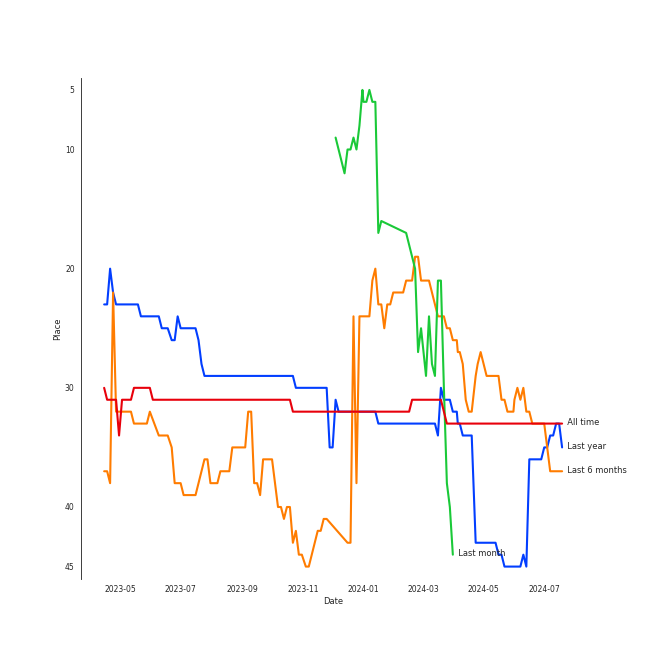 5
10
20
30
40
45
Place
2023-05
2023-07
2023-09
2023-11
2024-01
2024-03
2024-05
2024-07
Date
All time
Last year
Last 6 months
Last month